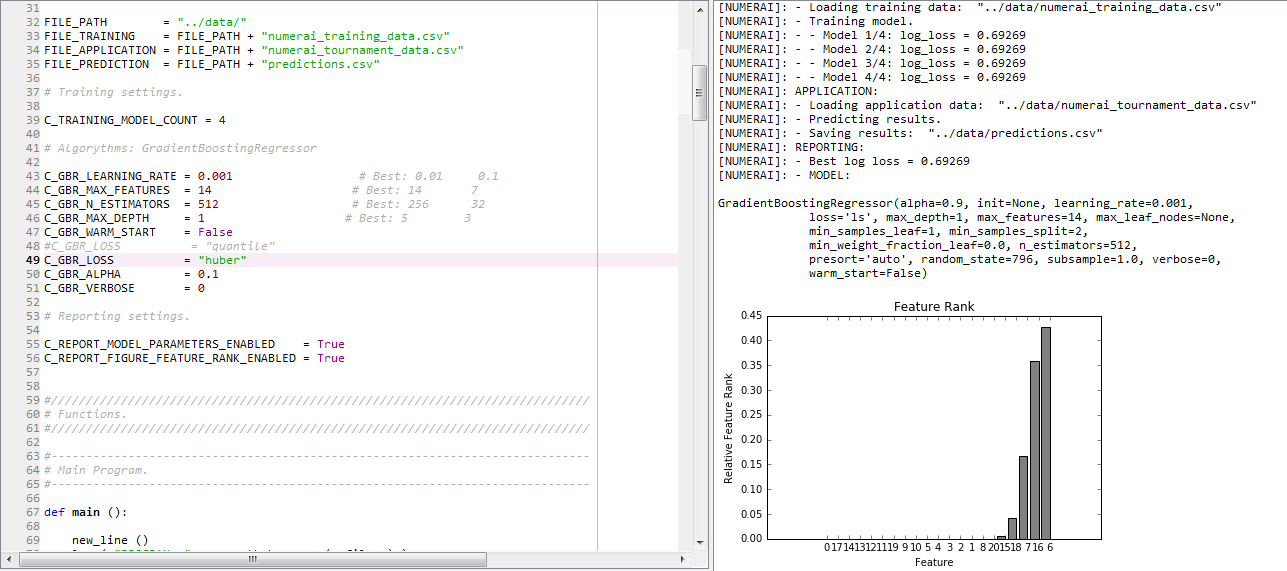 31
32 FILE_PATH = "../data/"
33 FILE_TRAINING = FILE_PATH + "numerai_training_data.csv"
34 FILE_APPLICATION = FILE_PATH + "numerai_tournament_data.csv"
35 FILE_PREDICTION = FILE_PATH + "predictions.csv"
36
37 # Training settings.
38
39 C_TRAINING_MODEL_COUNT = 4
40
41 # Algorythms: GradientBoostingRegressor
42
43 C_GBR_LEARNING_RATE = 0.001 # Best: 0.01 0.1
44 C_GBR_MAX_FEATURES = 14 # Best: 14 7
45 C_GBR_N_ESTIMATORS = 512 # Best: 256 32
46 C_GBR_MAX_DEPTH = 1 # Best: 5 3
47 C_GBR_WARM_START = False
48 #C_GBR_LOSS = "quantile"
49 C_GBR_LOSS = "huber"
50 C_GBR_ALPHA = 0.1
51 C_GBR_VERBOSE = 0
52
53 # Reporting settings.
54
55 C_REPORT_MODEL_PARAMETERS_ENABLED = True
56 C_REPORT_FIGURE_FEATURE_RANK_ENABLED = True
57
58
59 #/////////////////////////////////////////////////////////////////////////////
60 # Functions.
61 #/////////////////////////////////////////////////////////////////////////////
62
63 #-----------------------------------------------------------------------------
64 # Main Program.
65 #-----------------------------------------------------------------------------
66
67 def main ():
68
69 new_line ()
[NUMERAI]: - Loading training data: "../data/numerai_training_data.csv"
[NUMERAI]: - Training model.
[NUMERAI]: - - Model 1/4: log_loss = 0.69269
[NUMERAI]: - - Model 2/4: log_loss = 0.69269
[NUMERAI]: - - Model 3/4: log_loss = 0.69269
[NUMERAI]: - - Model 4/4: log_loss = 0.69269
[NUMERAI]: APPLICATION:
[NUMERAI]: - Loading application data: "../data/numerai_tournament_data.csv"
[NUMERAI]: - Predicting results.
[NUMERAI]: - Saving results: "../data/predictions.csv"
[NUMERAI]: REPORTING:
[NUMERAI]: - Best log loss = 0.69269
[NUMERAI]: - MODEL:
GradientBoostingRegressor(alpha=0.9, init=None, learning_rate=0.001,
loss='ls', max_depth=1, max_features=14, max_leaf_nodes=None,
min_samples_leaf=1, min_samples_split=2,
min_weight_fraction_leaf=0.0, n_estimators=512,
presort='auto', random_state=796, subsample=1.0, verbose=0,
warm_start=False)
Feature Rank
0.45
0.40
0.35
0.30
0.25
0.20
0.15
0.10
0.05
0.00
Relative Feature Rank
0 17 14 13 12 11 19 9 10 5 4 3 2 1 8 20 15 18 7 16 6
Feature